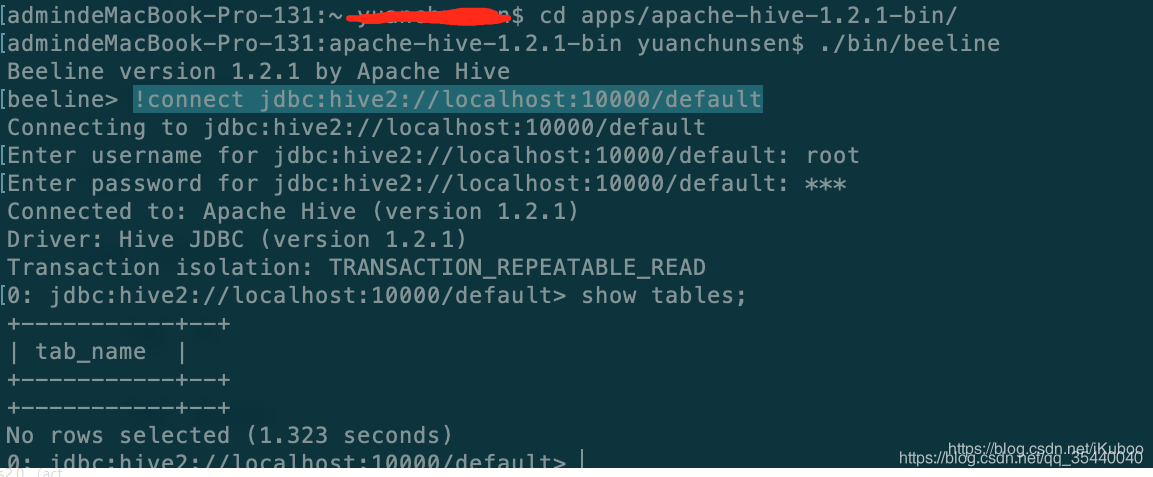 [admindeMacBook-Pro-131:~ $ cd apps/apache-hive-1.2.1-bin/
[admindeMacBook-Pro-131:apache-hive-1.2.1-bin yuanchunsen$ ./bin/beeline
Beeline version 1.2.1 by Apache Hive
[beeline> !connect jdbc:hive2://localhost:10000/default
Connecting to jdbc:hive2://localhost:10000/default
[Enter username for jdbc:hive2://localhost:10000/default: root
[Enter password for jdbc:hive2://localhost:10000/default: ***
Connected to: Apache Hive (version 1.2.1)
Driver: Hive JDBC (version 1.2.1)
Transaction isolation: TRANSACTION_REPEATABLE_READ
[0: jdbc:hive2://localhost:10000/default> show tables;
+-----------+--+
| tab_name  |
+-----------+--+
+-----------+--+
No rows selected (1.323 seconds)
0: jdbc:hive2://localhost:10000/default>
https://blog.csdn.net/iKuboo
https://blog.csdn.net/qq_35440040